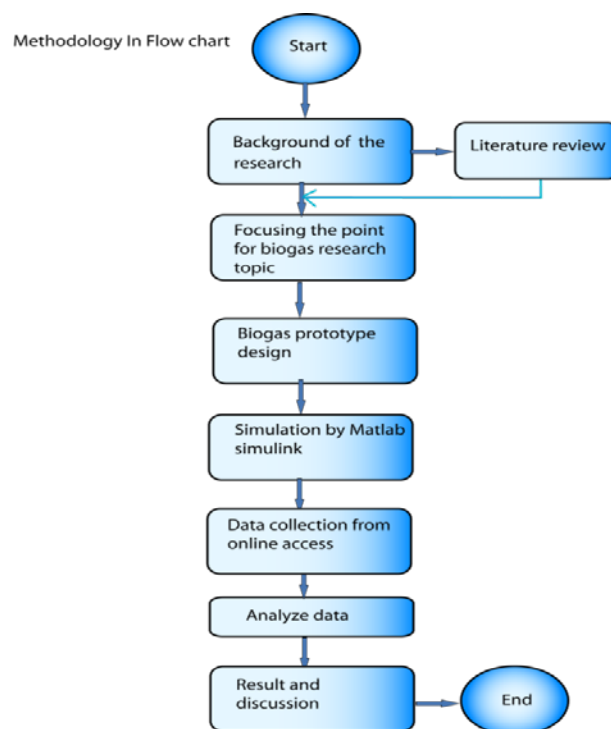 Methodology In Flow chart
Start
Background of the
research
Literature review
Focusing the point
for biogas research
topic
Biogas prototype
design
Simulation by Matlab
simulink
Data collection from
online access
Analyze data
Result and
discussion
End